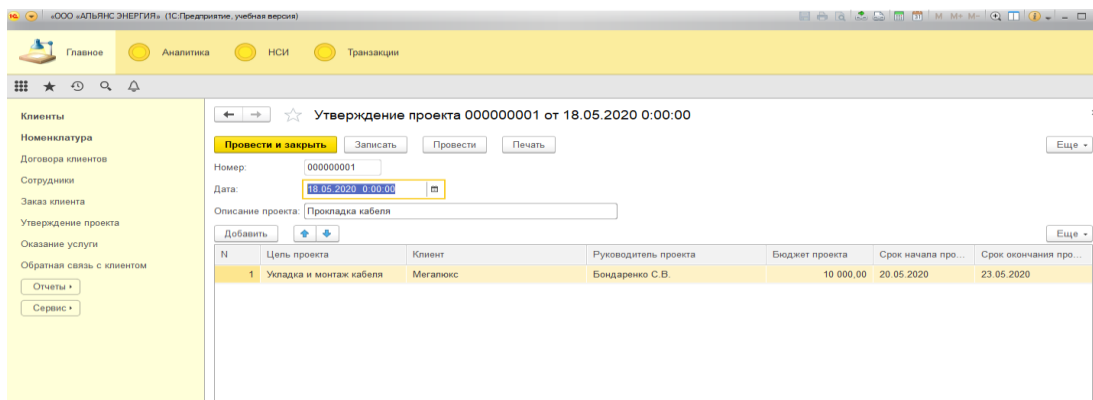 «ООО «АЛЬЯНС ЭНЕРГИЯ» (1С:Предприятие, учебная версия)
M M+ M-
Главное Аналитика НСИ Транзакции
Клиенты
Номенклатура
Договора клиентов
Сотрудники
Заказ клиента
Утверждение проекта
Оказание услуги
Обратная связь с клиентом
Отчеты
Сервис
Утверждение проекта 000000001 от 18.05.2020 0:00:00
Провести и закрыть Записать Провести Печать Еще
Номер: 000000001
Дата: 18.05.2020 0:00:00
Описание проекта: Прокладка кабеля
Добавить Еще
N Цель проекта Клиент Руководитель проекта Бюджет проекта Срок начала про... Срок окончания про...
1 Укладка и монтаж кабеля Мегалюкс Бондаренко С.В. 10 000,00 20.05.2020 23.05.2020